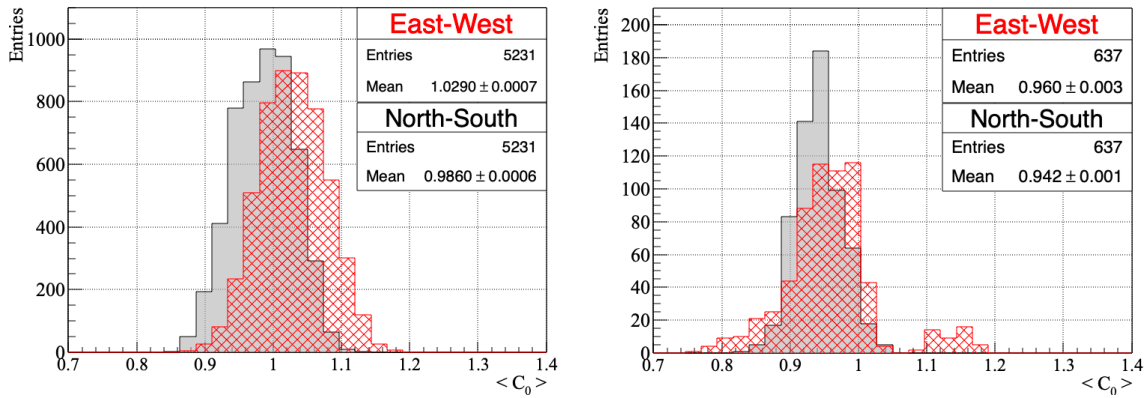 Entries
1000
800
600
400
200
0
0.7 0.8 0.9 1 1.1 1.2 1.3 1.4
< C₀ >
East-West
Entries 5231
Mean 1.0290 ± 0.0007
North-South
Entries 5231
Mean 0.9860 ± 0.0006
Entries
200
180
160
140
120
100
80
60
40
20
0
0.7 0.8 0.9 1 1.1 1.2 1.3 1.4
< C₀ >
East-West
Entries 637
Mean 0.960 ± 0.003
North-South
Entries 637
Mean 0.942 ± 0.001